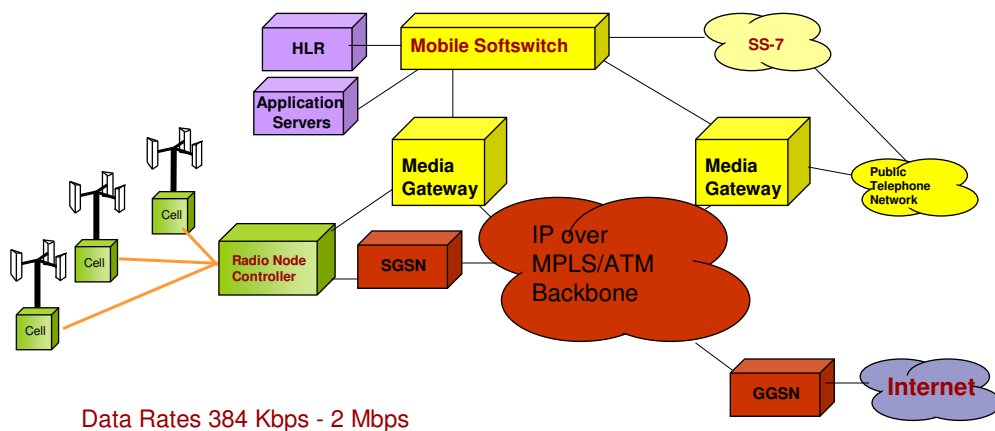 HLR
Mobile Softswitch
SS-7
Application
Servers
Media
Gateway
Media
Gateway
Public
Telephone
Network
Cell
Cell
Cell
Radio Node
Controller
SGSN
IP over
MPLS/ATM
Backbone
GGSN
Internet
Data Rates 384 Kbps - 2 Mbps